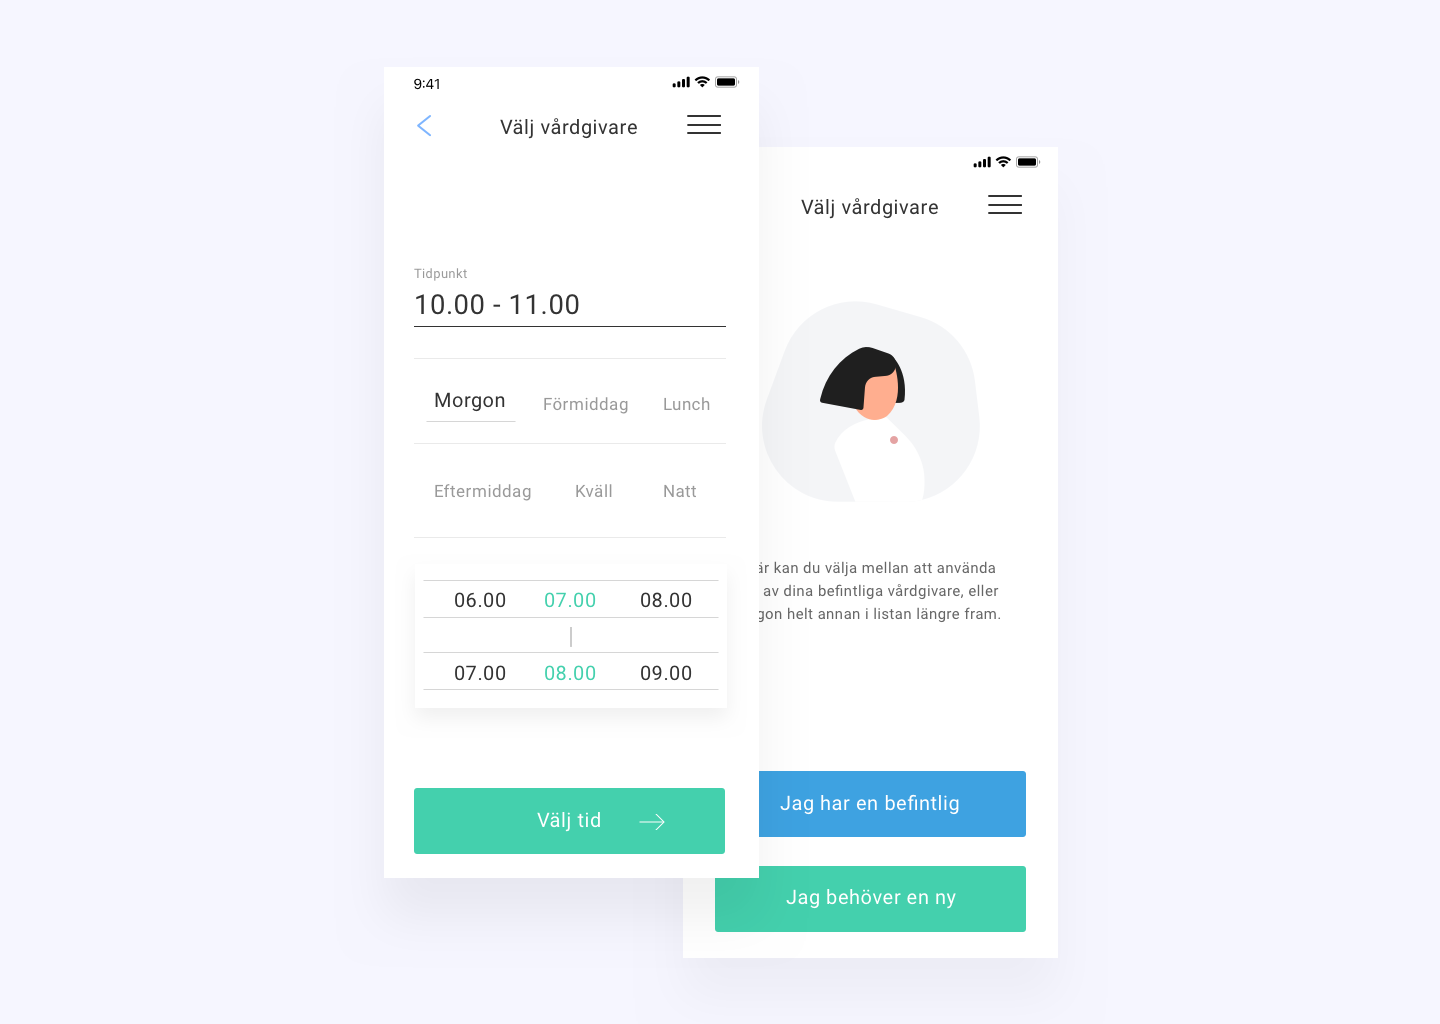 9:41
Välj vårdgivare
Tidpunkt
10.00 - 11.00
Morgon Förmiddag Lunch
Eftermiddag Kväll Natt
06.00 07.00 08.00
07.00 08.00 09.00
Välj tid
Välj vårdgivare
är kan du välja mellan att använda
av dina befintliga vårdgivare, eller
gon helt annan i listan längre fram.
Jag har en befintlig
Jag behöver en ny